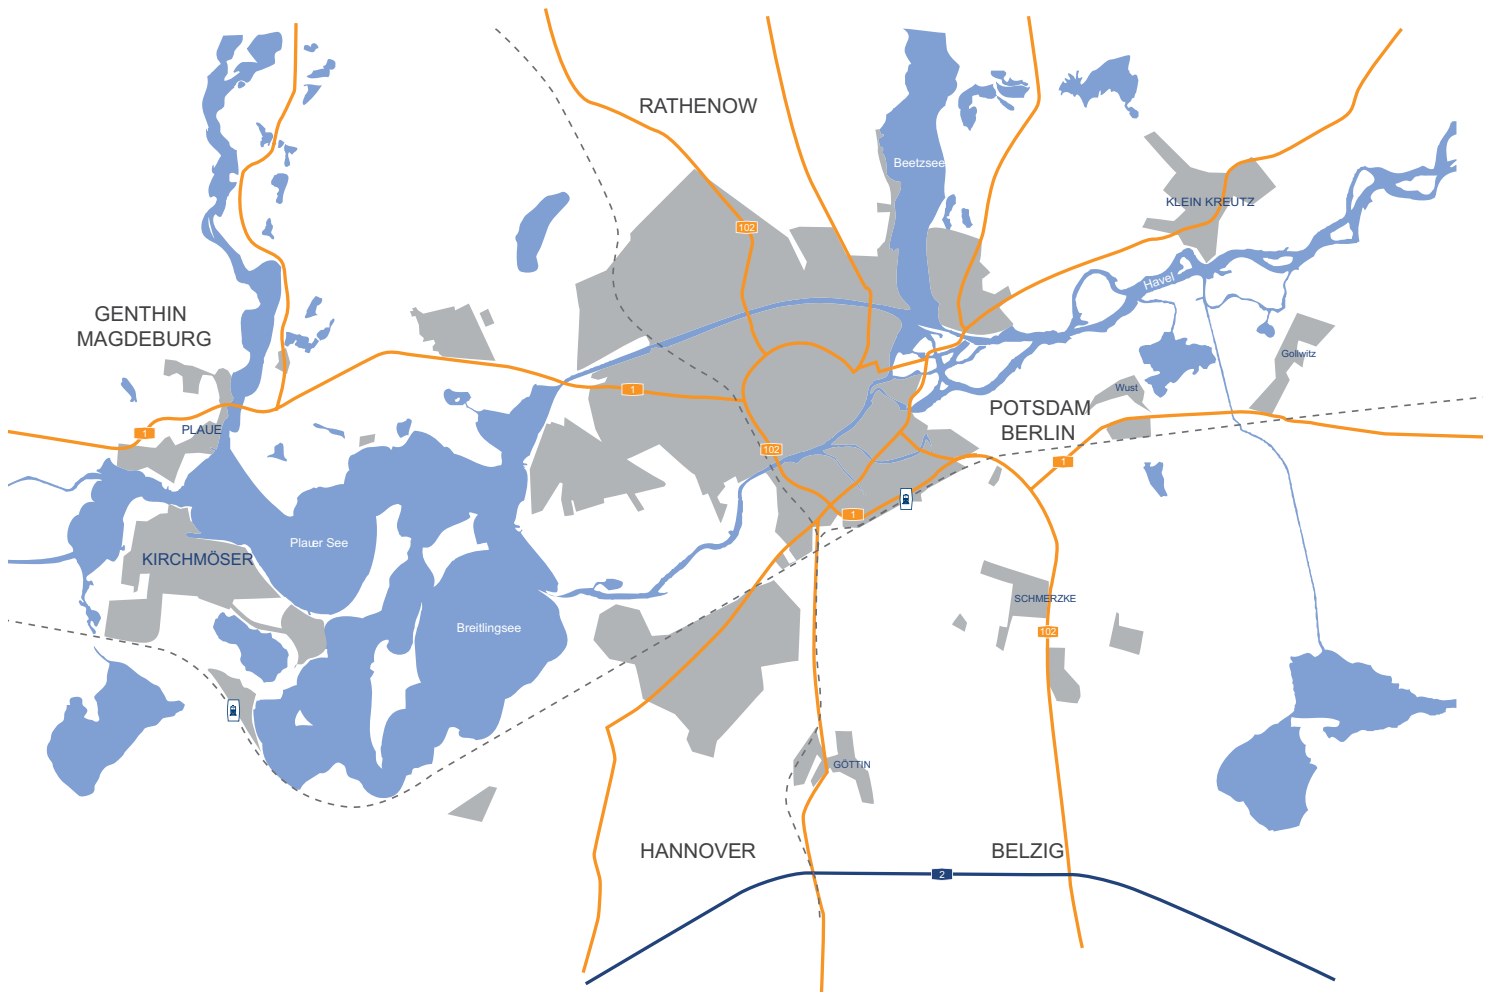 RATHENOW
Beetzsee
KLEIN KREUTZ
102
Havel
GENTHIN
MAGDEBURG
Gollwitz
1
Wust
POTSDAM
BERLIN
PLAUE
1
102
1
1
Plauer See
KIRCHMÖSER
SCHMERZKE
Breitlingsee
102
GÖTTIN
HANNOVER
BELZIG
2